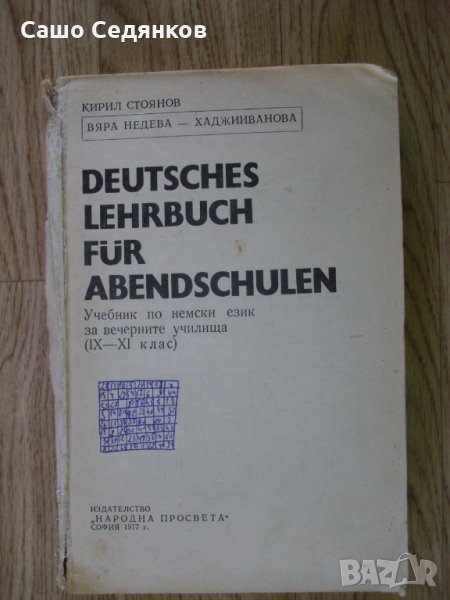 Сашо Седянков
КИРИЛ СТОЯНОВ
ВЯРА НЕДЕВА — ХАДЖИИВАНОВА
DEUTSCHES
LEHRBUCH
FÜR
ABENDSCHULEN
Учебник по немски език
за вечерните училища
(IX—XI клас)
ИЗДАТЕЛСТВО
„НАРОДНА ПРОСВЕТА“
СОФИЯ 1977 г.
BAZAR